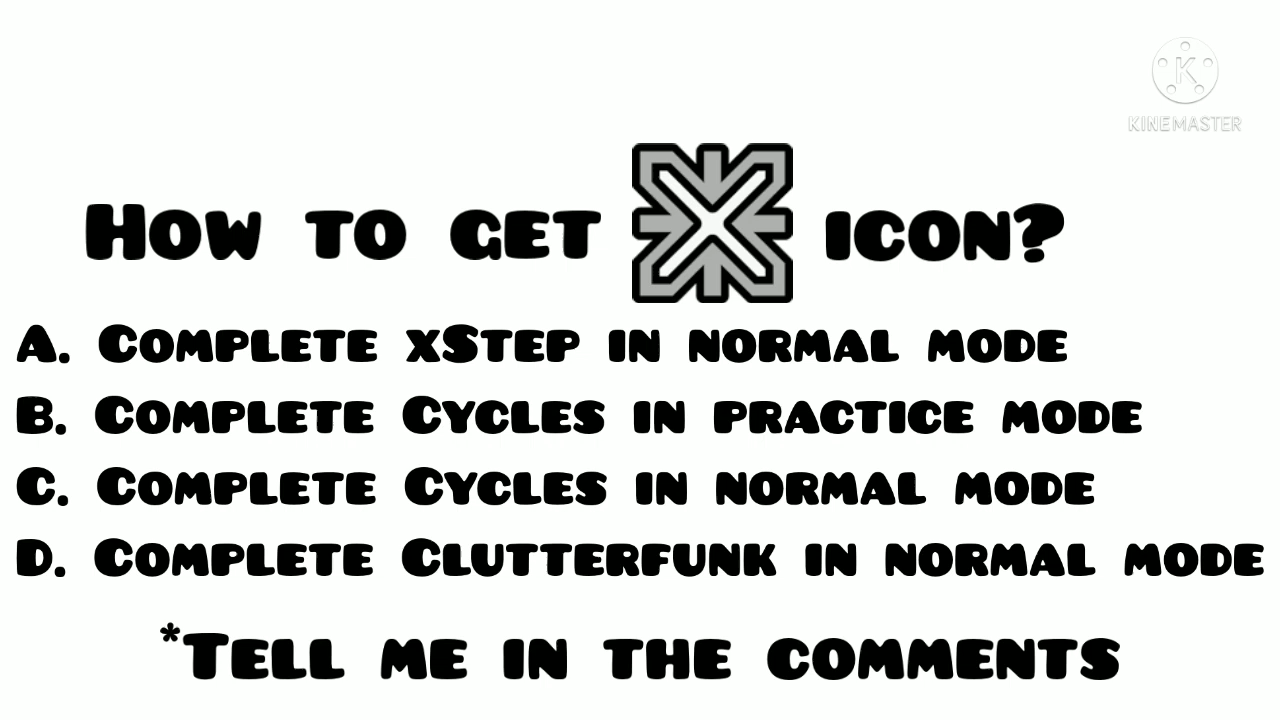 KINEMASTER
How to get icon?
A. Complete xStep in normal mode
B. Complete Cycles in practice mode
C. Complete Cycles in normal mode
D. Complete Clutterfunk in normal mode
*Tell me in the comments